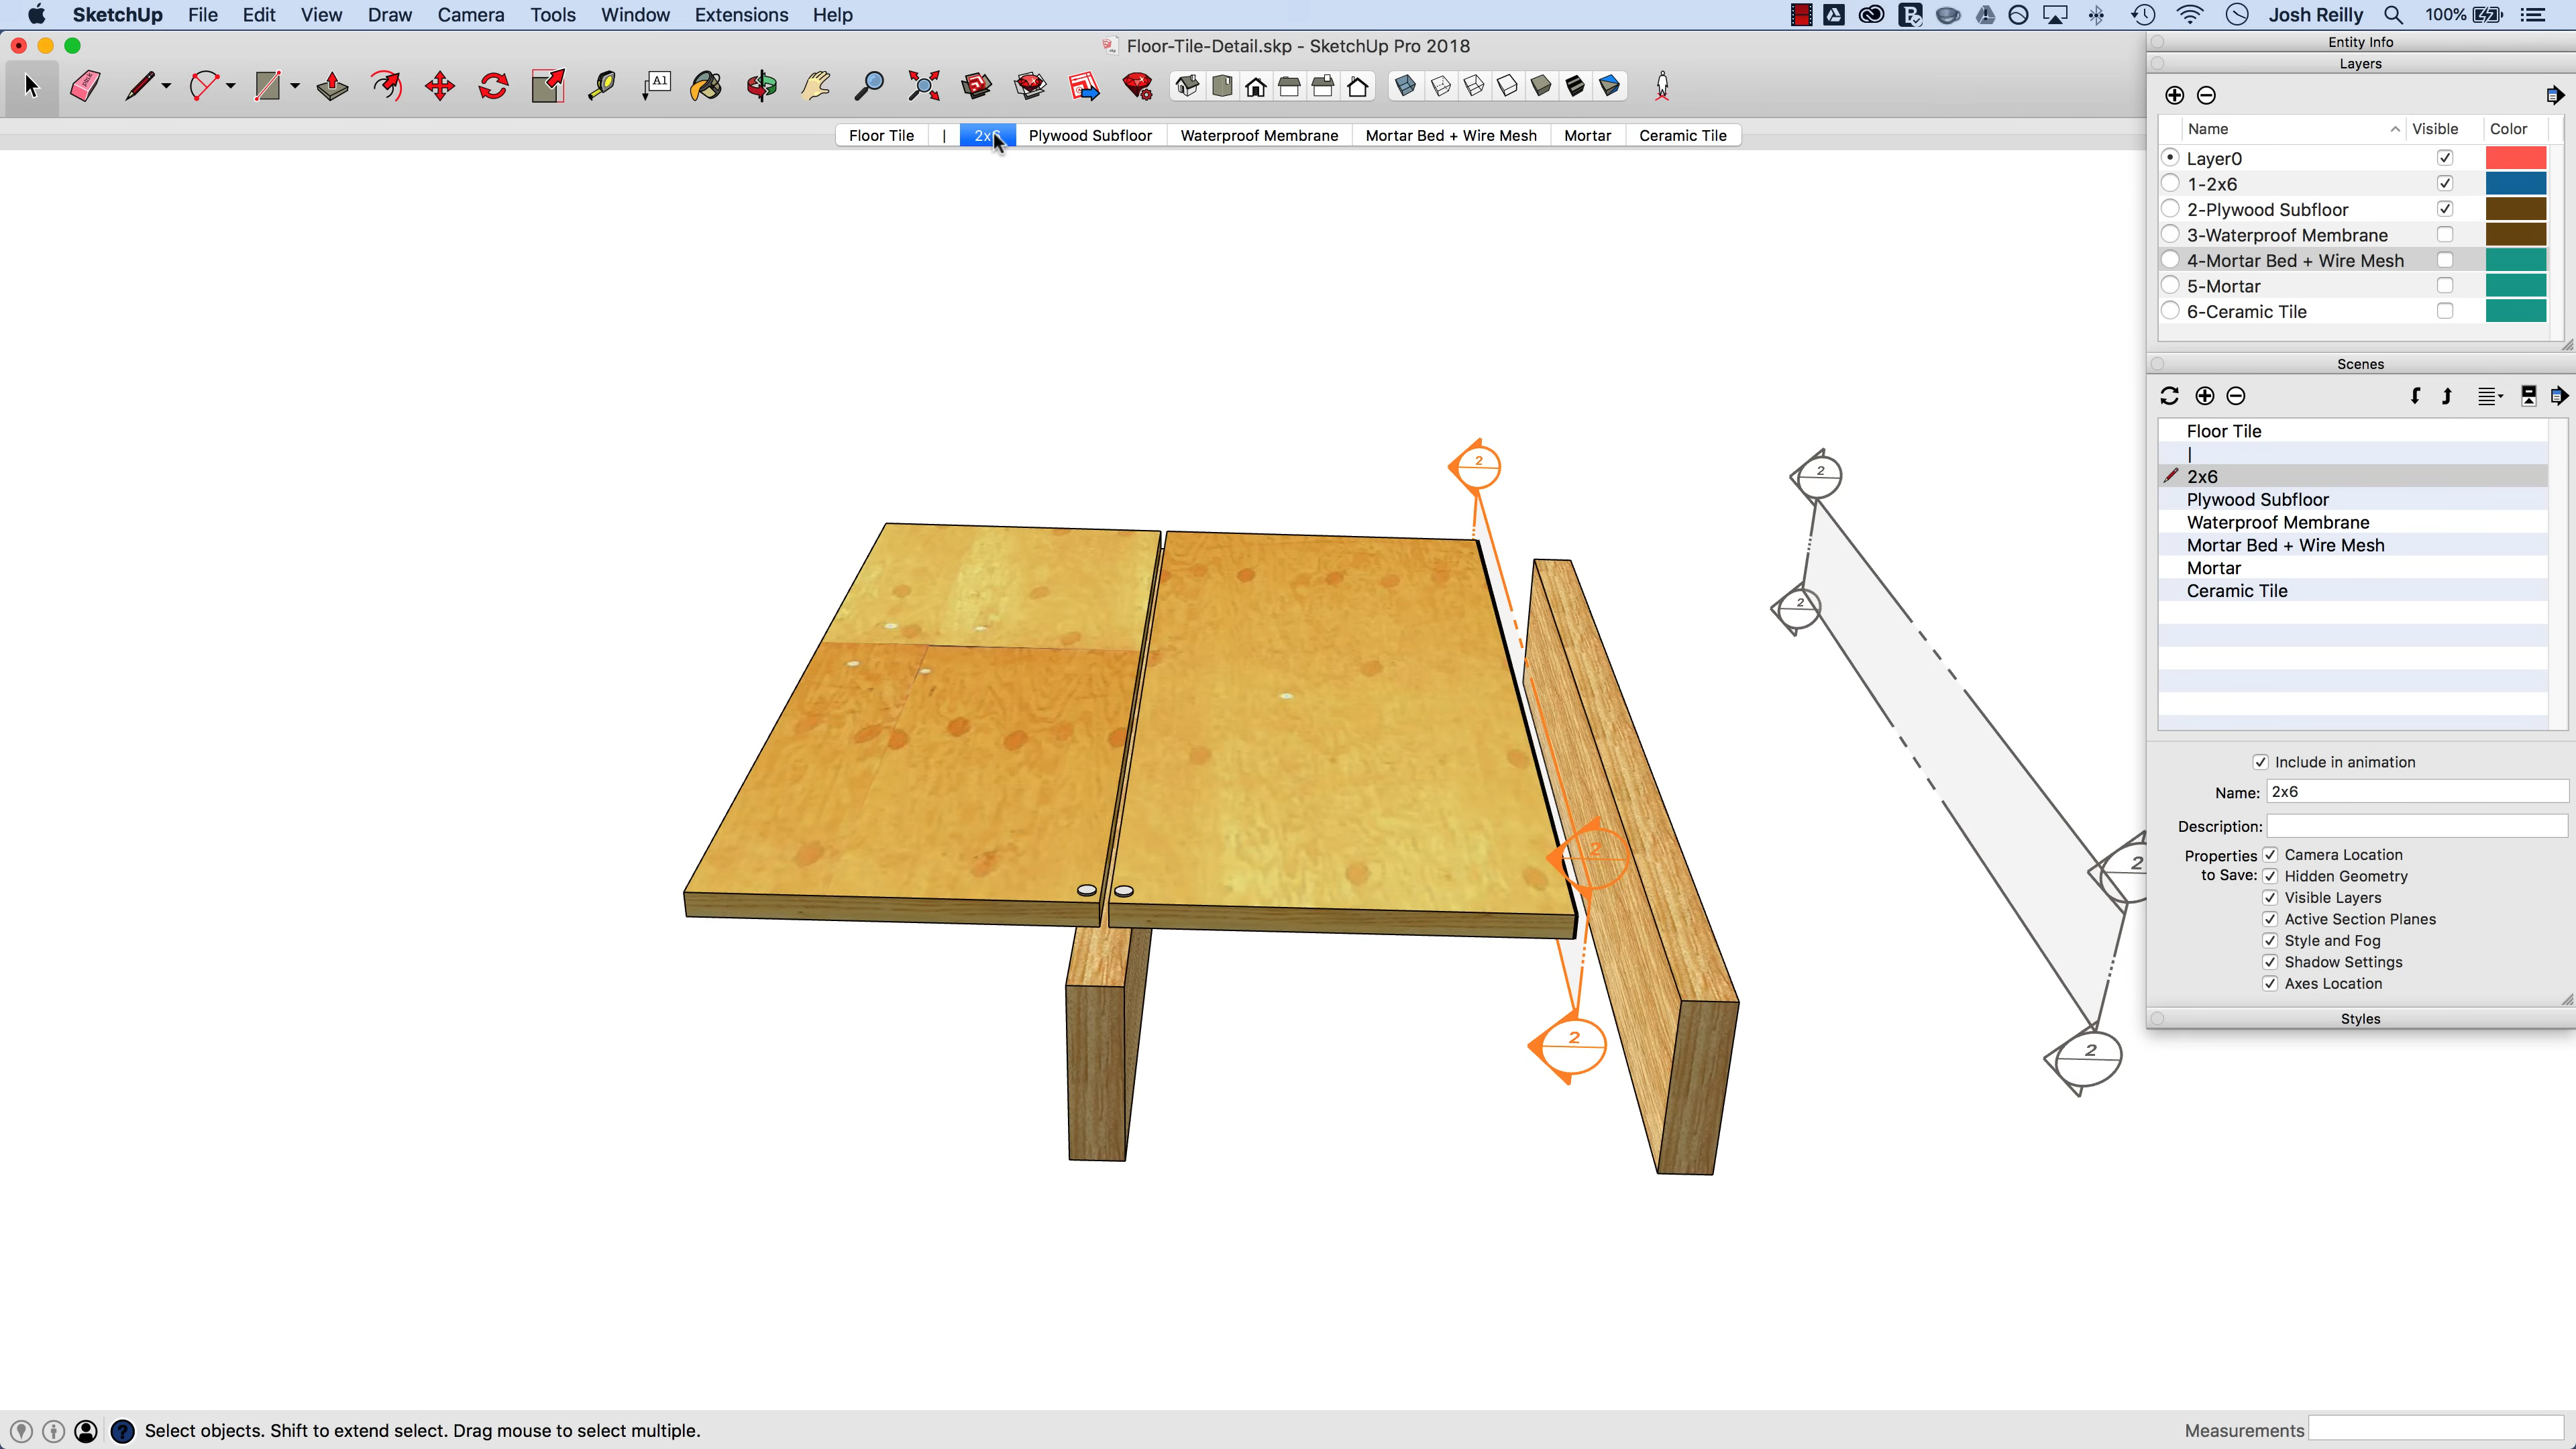 SketchUp File Edit View Draw Camera Tools Window Extensions Help Josh Reilly 100%
Floor-Tile-Detail.skp - SketchUp Pro 2018
A1
Floor Tile | 2x6 Plywood Subfloor Waterproof Membrane Mortar Bed + Wire Mesh Mortar Ceramic Tile
Entity Info
Layers
Name Visible Color
Layer0
1-2x6
2-Plywood Subfloor
3-Waterproof Membrane
4-Mortar Bed + Wire Mesh
5-Mortar
6-Ceramic Tile
Scenes
Floor Tile
|
2x6
Plywood Subfloor
Waterproof Membrane
Mortar Bed + Wire Mesh
Mortar
Ceramic Tile
Include in animation
Name: 2x6
Description:
Properties to Save:
Camera Location
Hidden Geometry
Visible Layers
Active Section Planes
Style and Fog
Shadow Settings
Axes Location
Styles
2
2
2
2
2
2
2
Select objects. Shift to extend select. Drag mouse to select multiple.
Measurements